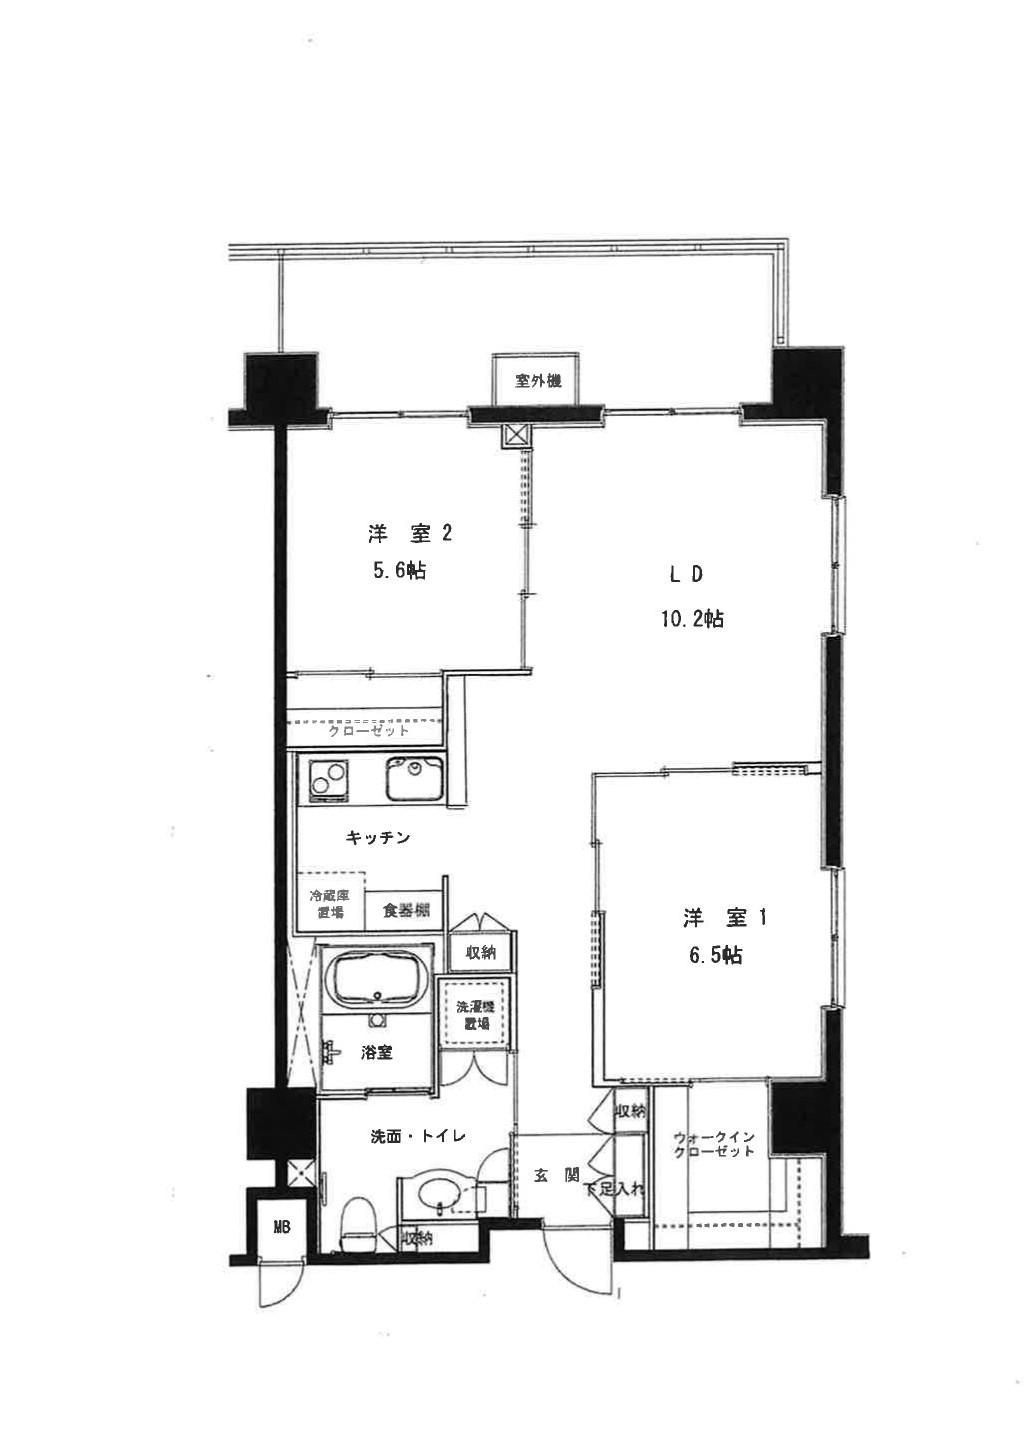 室外機
洋 室 2
5.6帖
L D
10.2帖
クローゼット
キッチン
冷蔵庫
置場
食器棚
収納
洋 室 1
6.5帖
洗濯機
置場
浴室
洗面・トイレ
収納
ウォークイン
クローゼット
玄 関
下足入れ
MB
収納